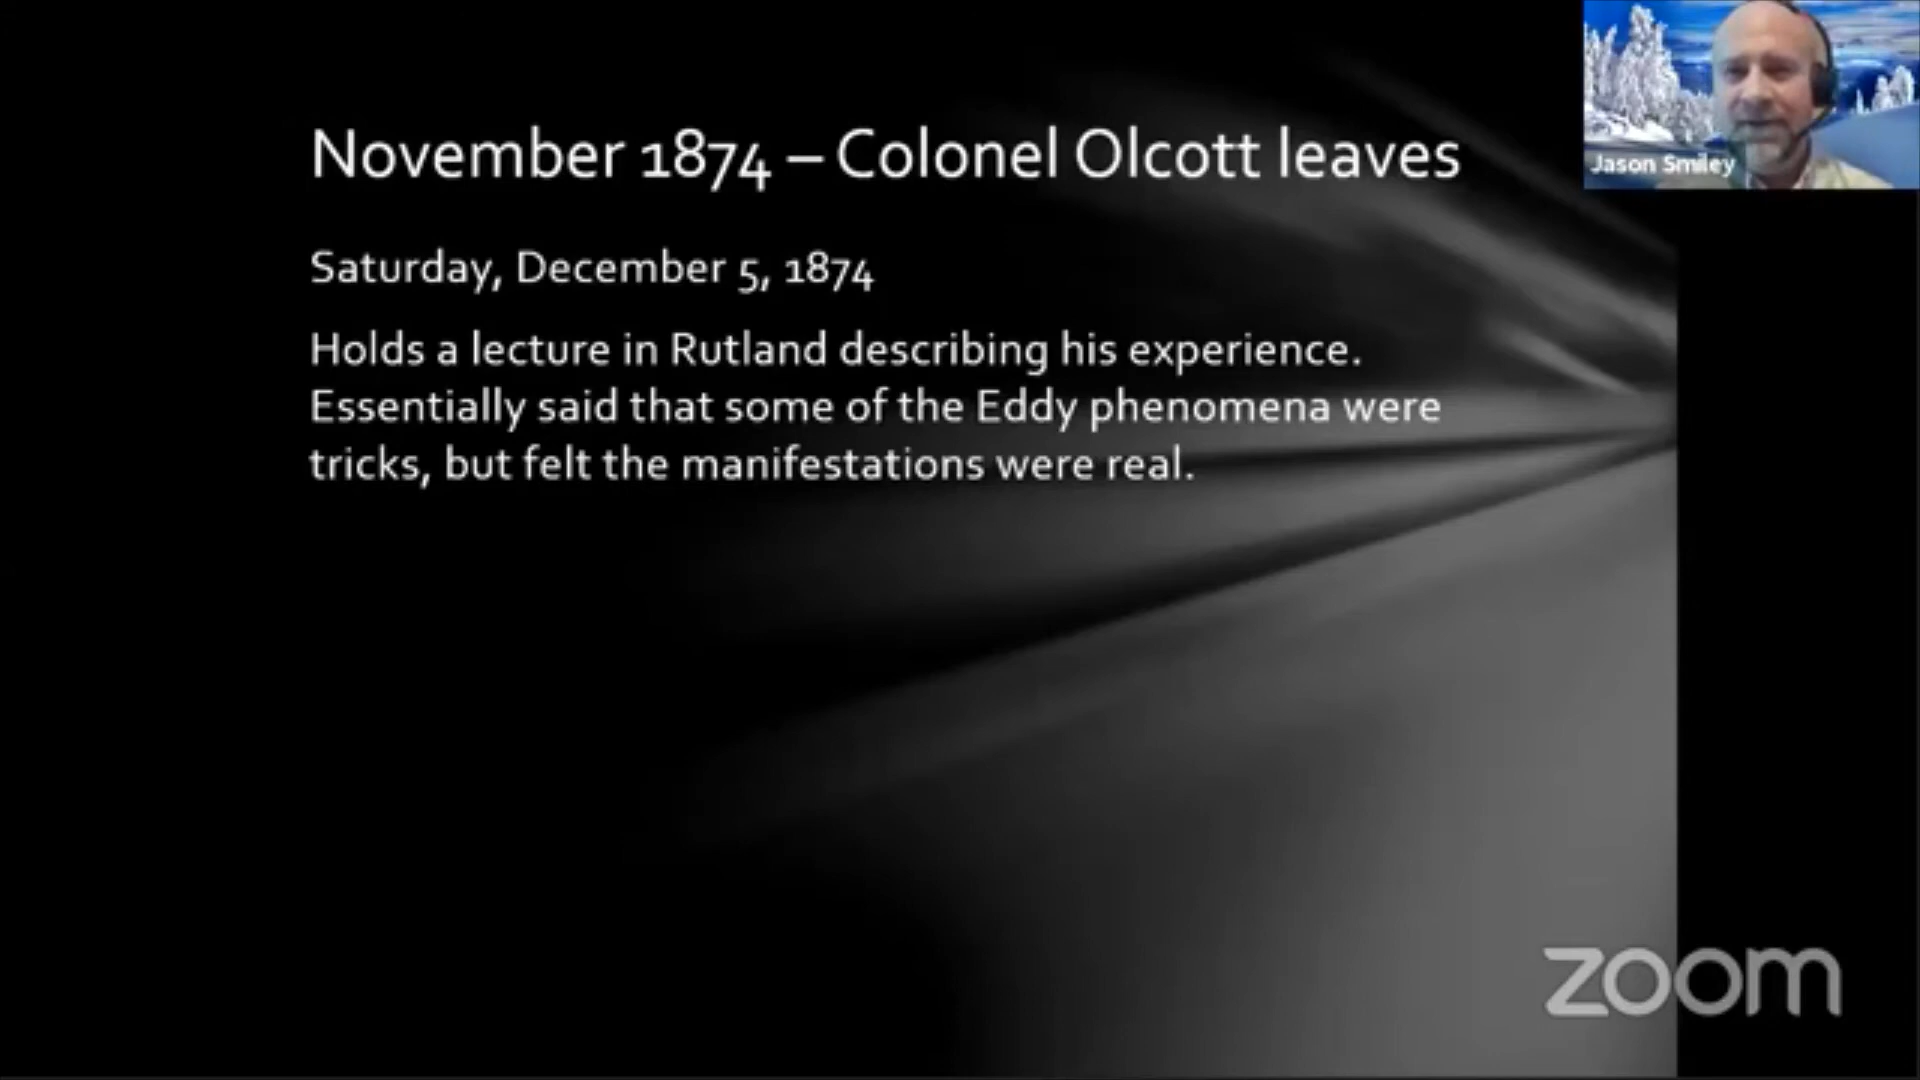 November 1874 – Colonel Olcott leaves
Saturday, December 5, 1874
Holds a lecture in Rutland describing his experience.
Essentially said that some of the Eddy phenomena were
tricks, but felt the manifestations were real.
Jason Smiley
zoom